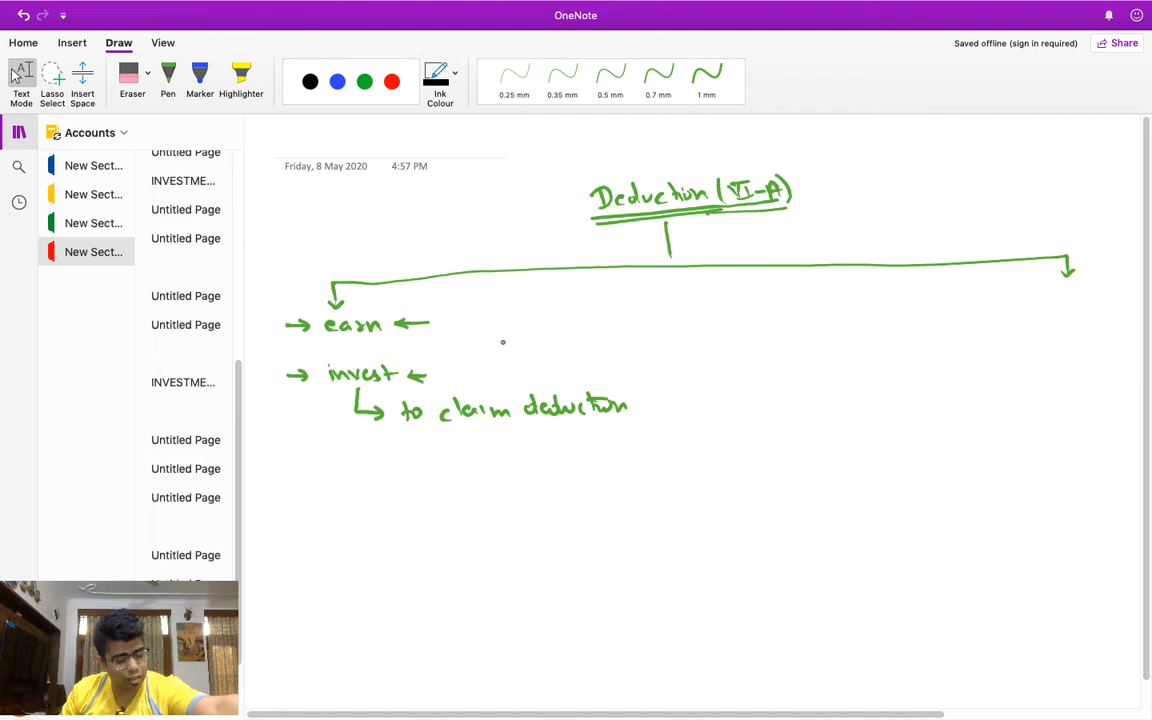 OneNote
Home Insert Draw View
Saved offline (sign in required) Share
Text Mode
Lasso Select
Insert Space
Eraser
Pen
Marker
Highlighter
Ink Colour
0.25 mm 0.35 mm 0.5 mm 0.7 mm 1 mm
Accounts
New Sect...
New Sect...
New Sect...
New Sect...
Untitled Page
INVESTME...
Untitled Page
Untitled Page
Untitled Page
Untitled Page
INVESTME...
Untitled Page
Untitled Page
Untitled Page
Untitled Page
Friday, 8 May 2020 4:57 PM
Deduction (VI-A)
→ earn ←
→ invest ←
↳ to claim deduction